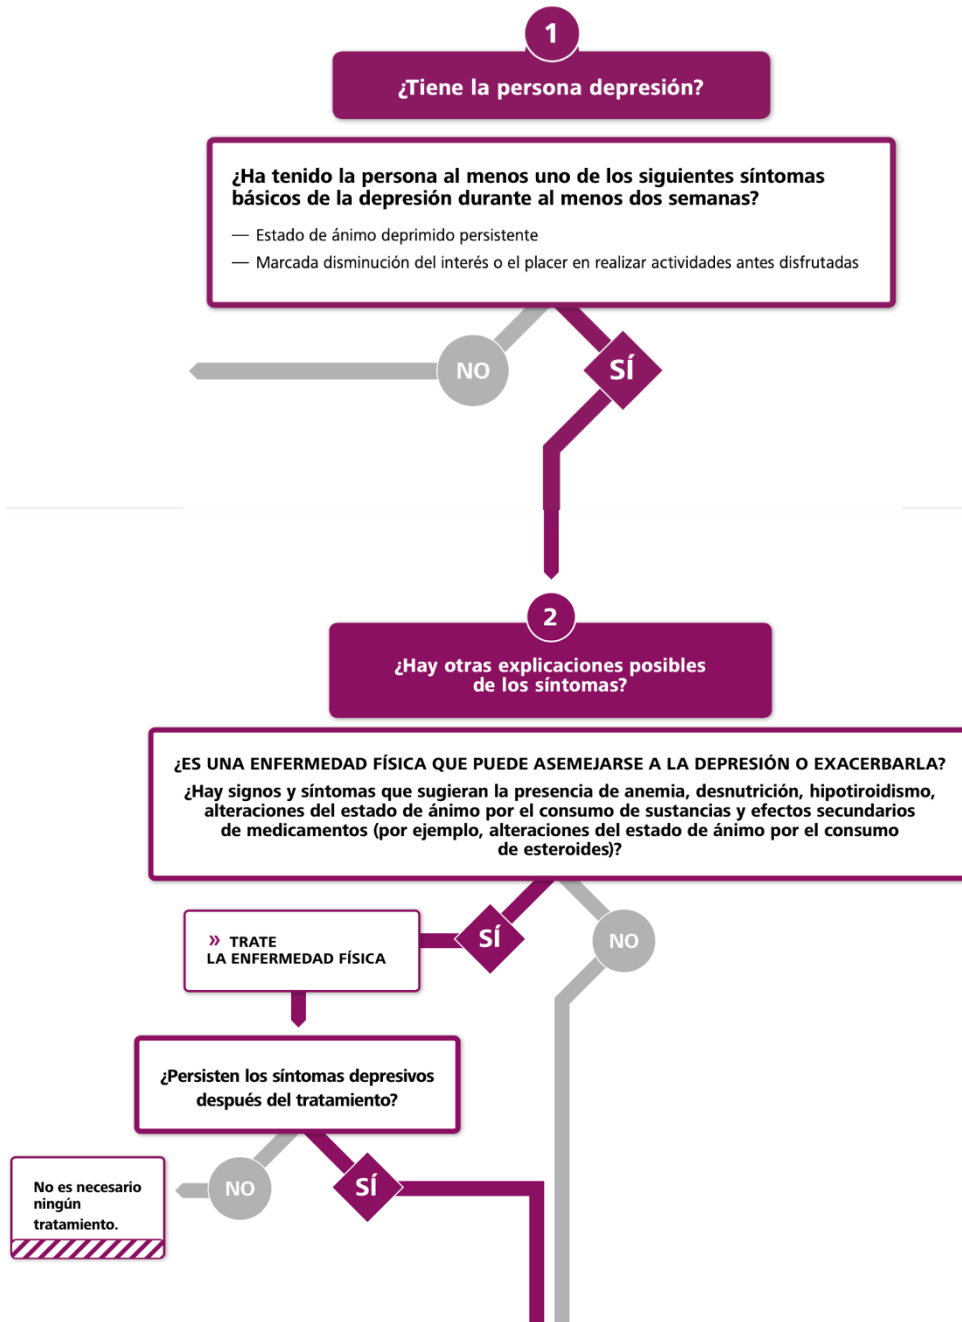 1
¿Tiene la persona depresión?
¿Ha tenido la persona al menos uno de los siguientes síntomas
básicos de la depresión durante al menos dos semanas?
— Estado de ánimo deprimido persistente
— Marcada disminución del interés o el placer en realizar actividades antes disfrutadas
NO
SÍ
2
¿Hay otras explicaciones posibles
de los síntomas?
¿ES UNA ENFERMEDAD FÍSICA QUE PUEDE ASEMEJARSE A LA DEPRESIÓN O EXACERBARLA?
¿Hay signos y síntomas que sugieran la presencia de anemia, desnutrición, hipotiroidismo,
alteraciones del estado de ánimo por el consumo de sustancias y efectos secundarios
de medicamentos (por ejemplo, alteraciones del estado de ánimo por el consumo
de esteroides)?
SÍ
NO
» TRATE
LA ENFERMEDAD FÍSICA
¿Persisten los síntomas depresivos
después del tratamiento?
NO
SÍ
No es necesario
ningún
tratamiento.